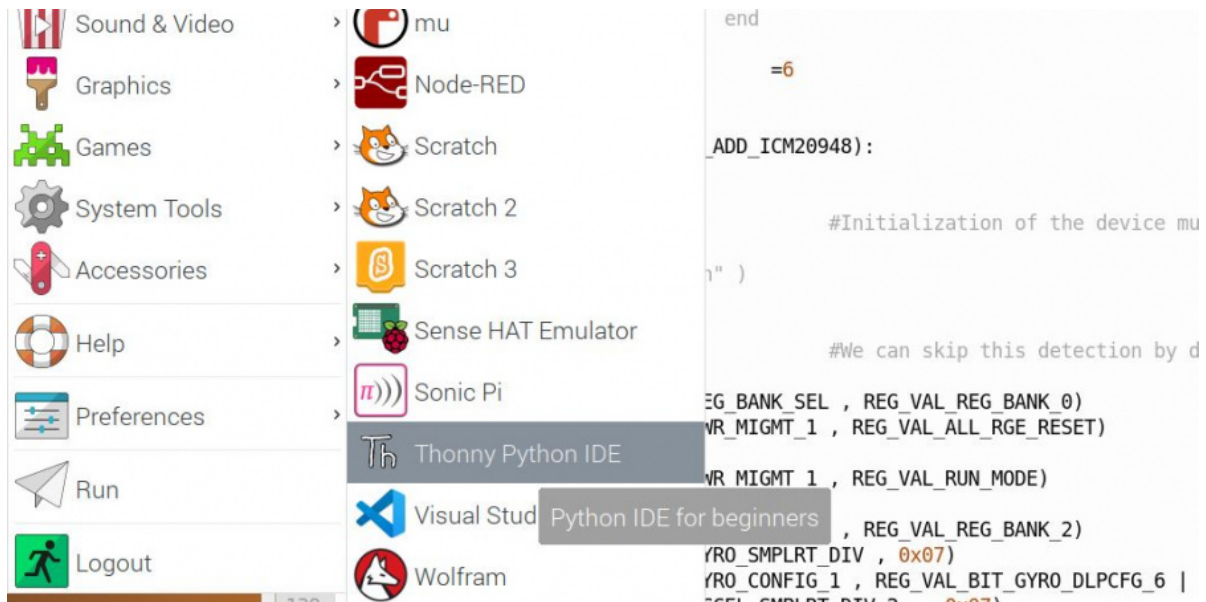 Sound & Video
Graphics
Games
System Tools
Accessories
Help
Preferences
Run
Logout
mu
Node-RED
Scratch
Scratch 2
Scratch 3
Sense HAT Emulator
Sonic Pi
Th Thonny Python IDE
Visual Stud
Python IDE for beginners
Wolfram
end
=6
_ADD_ICM20948):
#Initialization of the device mu
" )
#We can skip this detection by d
EG_BANK_SEL , REG_VAL_REG_BANK_0)
WR_MIGMT_1 , REG_VAL_ALL_RGE_RESET)
WR_MIGMT_1 , REG_VAL_RUN_MODE)
, REG_VAL_REG_BANK_2)
YRO_SMPLRT_DIV , 0x07)
YRO_CONFIG_1 , REG_VAL_BIT_GYRO_DLPCFG_6 |